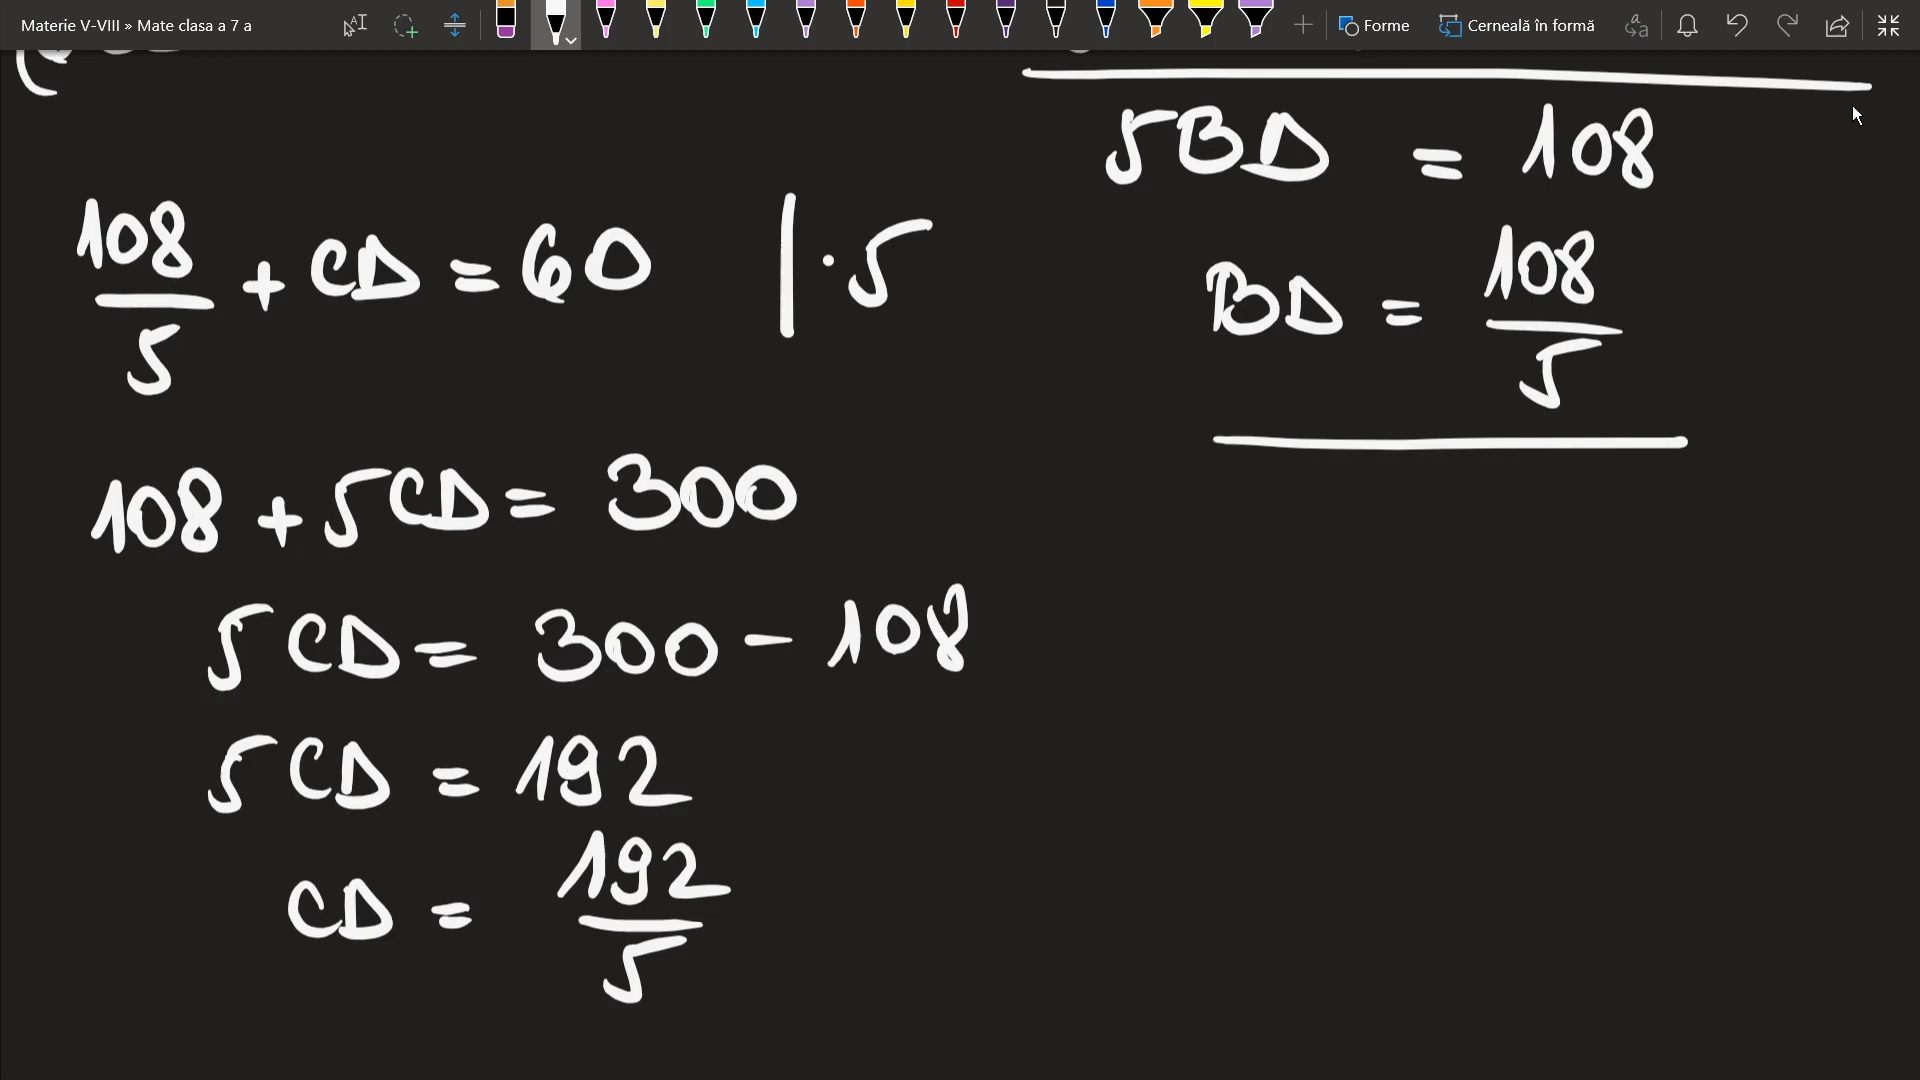 Materie V-VIII » Mate clasa a 7 a
Forme
Cerneală în formă
5BD = 108
BD = 108/5
108/5 + CD = 60 | · 5
108 + 5CD = 300
5CD = 300 - 108
5CD = 192
CD = 192/5